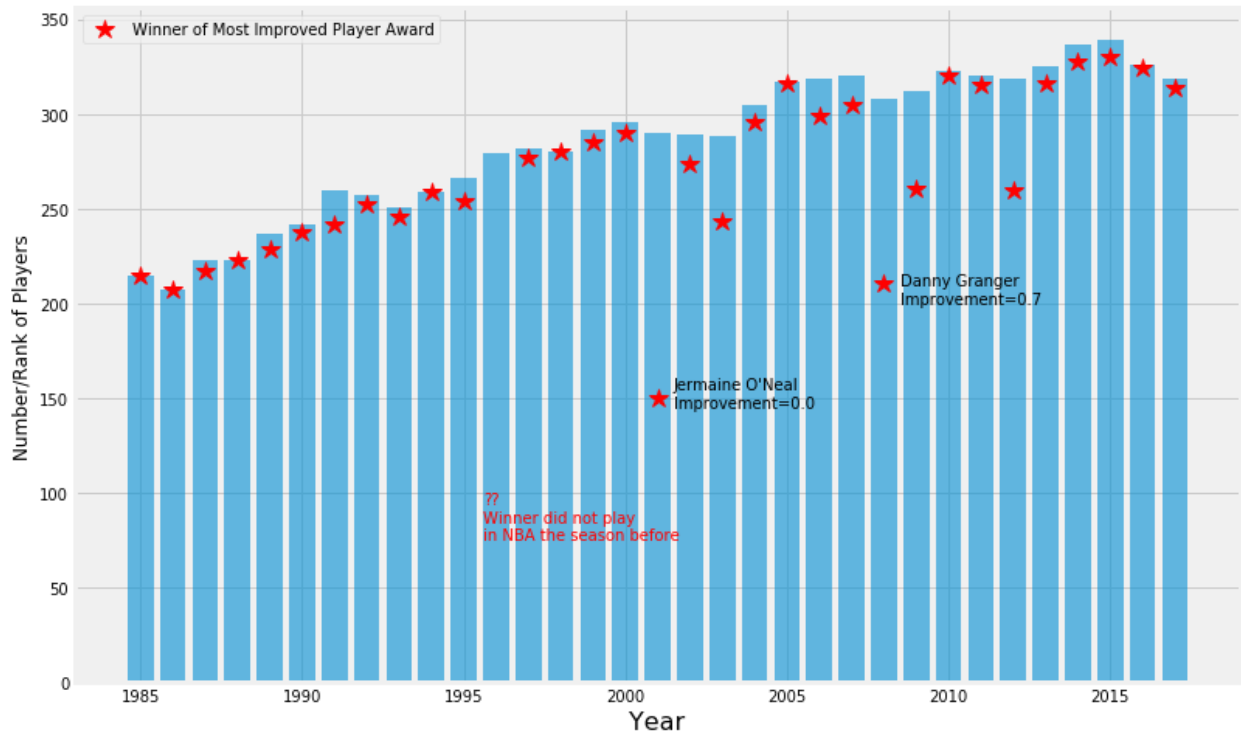 350
Winner of Most Improved Player Award
300
250
200
150
100
50
0
Number/Rank of Players
Danny Granger
Improvement=0.7
Jermaine O'Neal
Improvement=0.0
??
Winner did not play
in NBA the season before
1985
1990
1995
2000
2005
2010
2015
Year